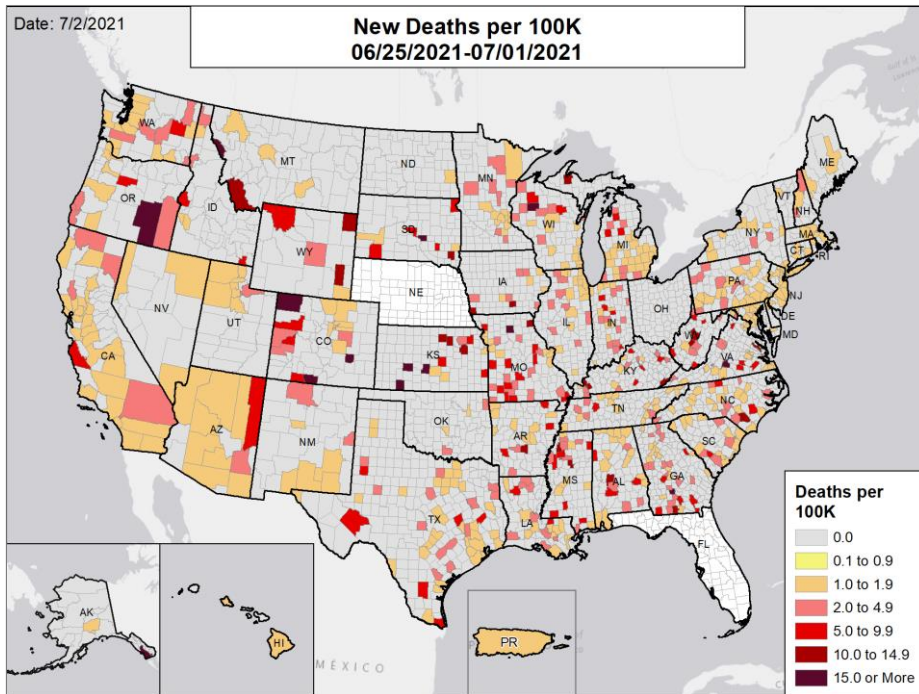 Date: 7/2/2021
New Deaths per 100K
06/25/2021-07/01/2021
WA
MT
ND
MN
ME
OR
ID
SD
WI
VT
NH
NY
MA
CT
RI
MI
WY
IA
PA
NJ
NE
OH
DE
MD
NV
UT
IL
IN
CO
WV
VA
CA
KS
MO
KY
NC
TN
OK
AZ
NM
AR
SC
MS
AL
GA
TX
LA
FL
AK
HI
PR
MÉXICO
Deaths per
100K
0.0
0.1 to 0.9
1.0 to 1.9
2.0 to 4.9
5.0 to 9.9
10.0 to 14.9
15.0 or More